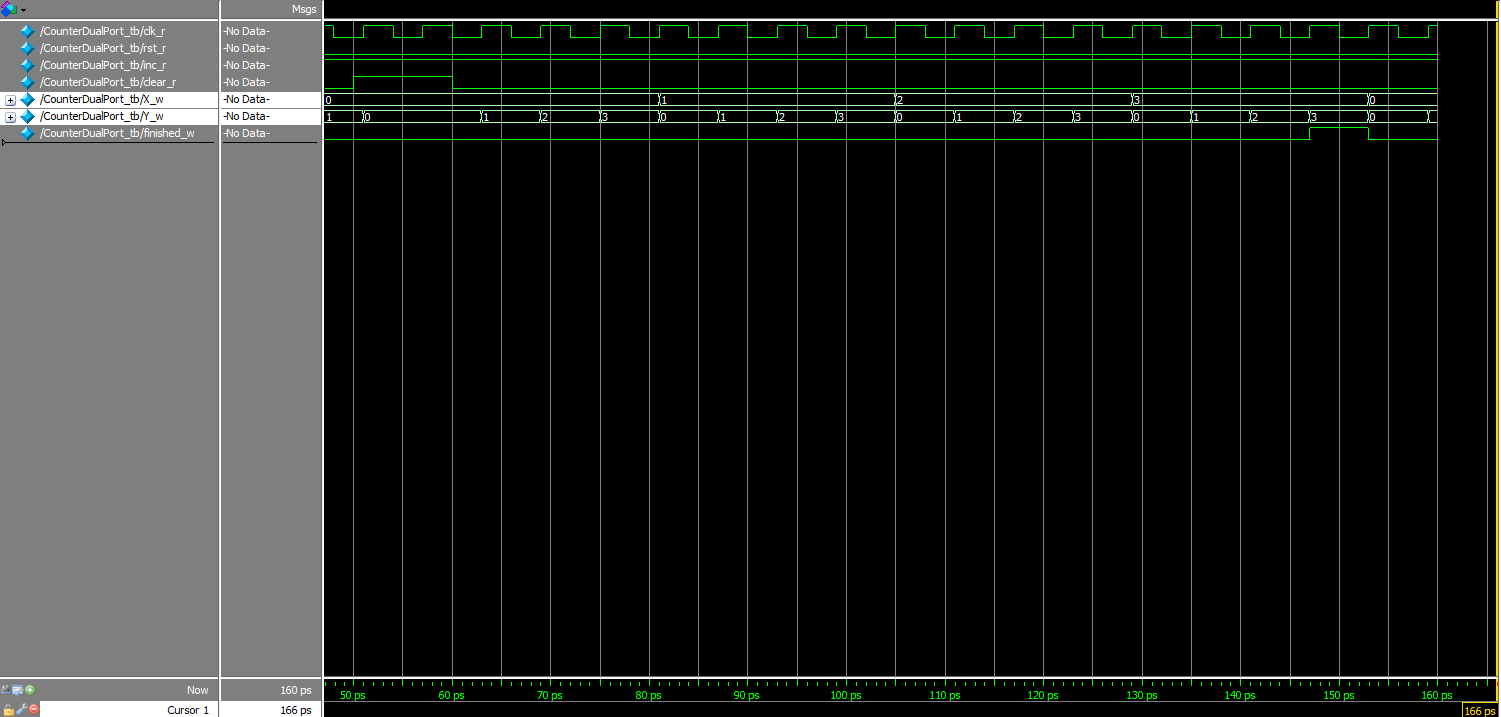 Msgs
/CounterDualPort_tb/clk_r -No Data-
/CounterDualPort_tb/rst_r -No Data-
/CounterDualPort_tb/inc_r -No Data-
/CounterDualPort_tb/clear_r -No Data-
/CounterDualPort_tb/X_w -No Data- 0 1 2 3 0
/CounterDualPort_tb/Y_w -No Data- 1 0 1 2 3 0 1 2 3 0 1 2 3 0 1 2 3 0
/CounterDualPort_tb/finished_w -No Data-
Now 160 ps 50 ps 60 ps 70 ps 80 ps 90 ps 100 ps 110 ps 120 ps 130 ps 140 ps 150 ps 160 ps
Cursor 1 166 ps 166 ps